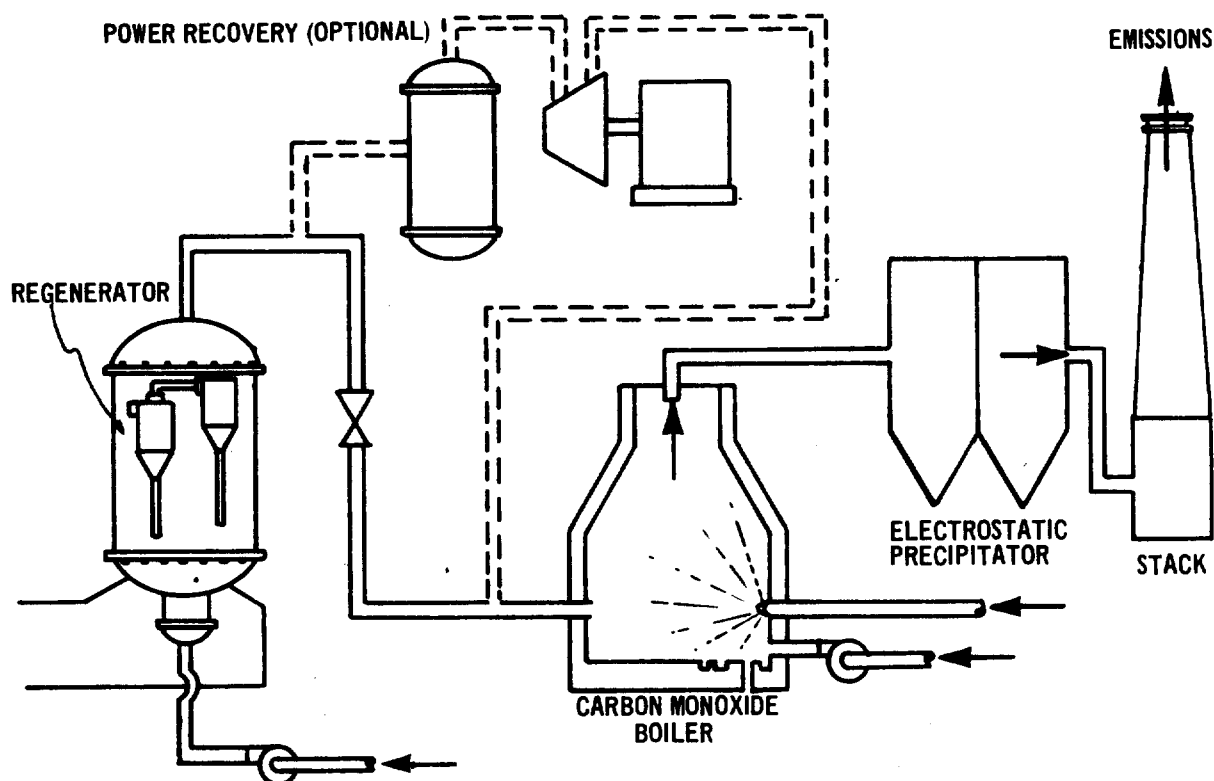 POWER RECOVERY (OPTIONAL)
EMISSIONS
REGENERATOR
ELECTROSTATIC
PRECIPITATOR
STACK
CARBON MONOXIDE
BOILER